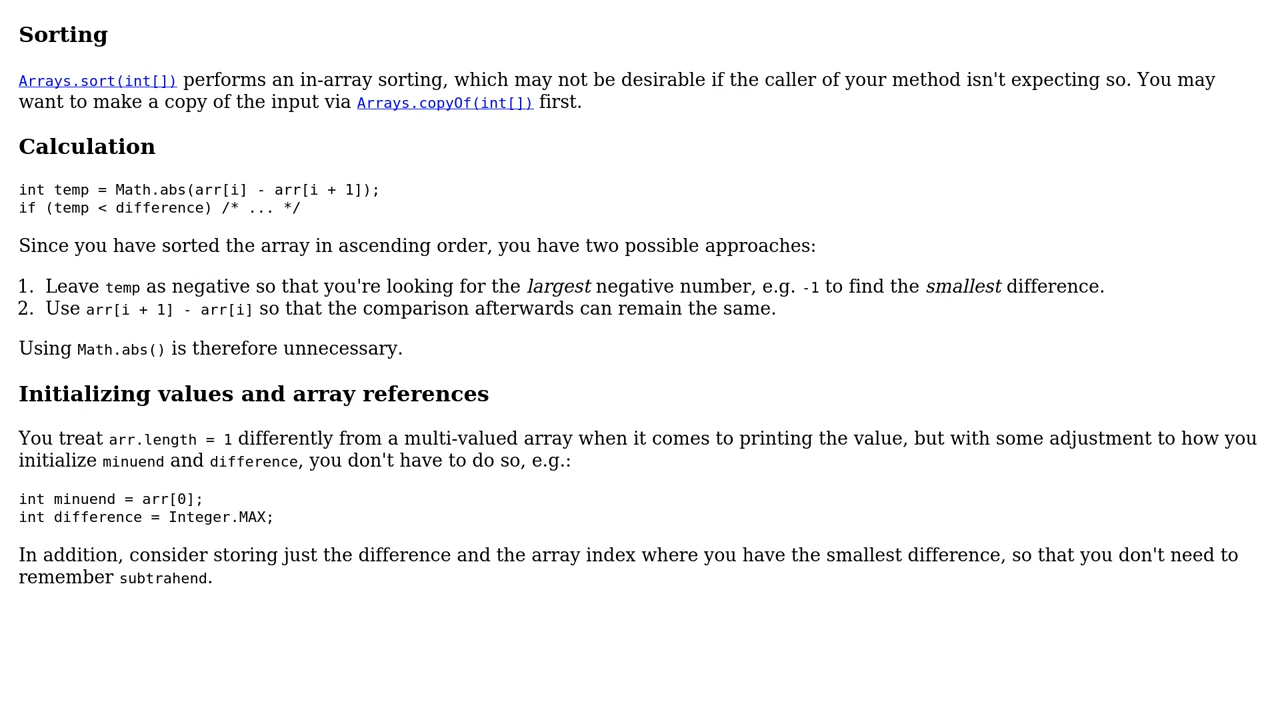 Sorting
Arrays.sort(int[]) performs an in-array sorting, which may not be desirable if the caller of your method isn't expecting so. You may
want to make a copy of the input via Arrays.copyOf(int[]) first.
Calculation
int temp = Math.abs(arr[i] - arr[i + 1]);
if (temp < difference) /* ... */
Since you have sorted the array in ascending order, you have two possible approaches:
1. Leave temp as negative so that you're looking for the largest negative number, e.g. -1 to find the smallest difference.
2. Use arr[i + 1] - arr[i] so that the comparison afterwards can remain the same.
Using Math.abs() is therefore unnecessary.
Initializing values and array references
You treat arr.length = 1 differently from a multi-valued array when it comes to printing the value, but with some adjustment to how you
initialize minuend and difference, you don't have to do so, e.g.:
int minuend = arr[0];
int difference = Integer.MAX;
In addition, consider storing just the difference and the array index where you have the smallest difference, so that you don't need to
remember subtrahend.